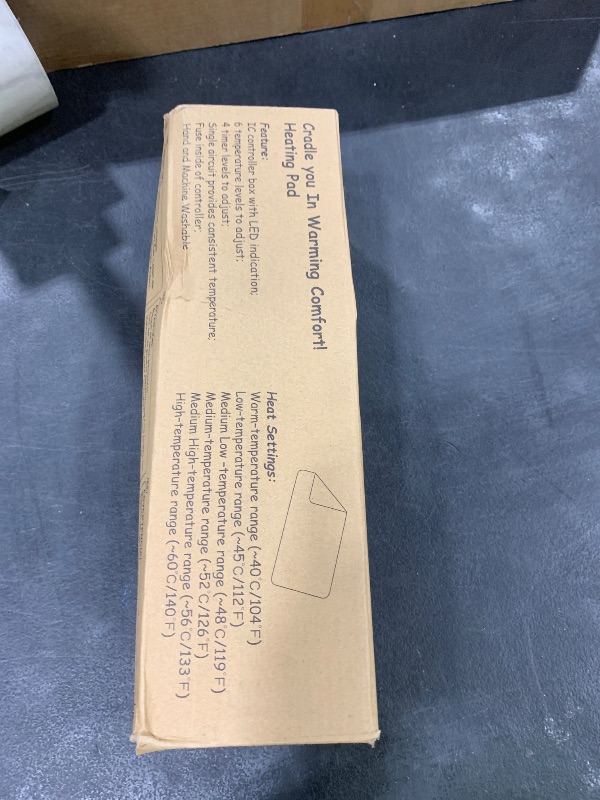 Cradle you In Warming Comfort!
Heating Pad
Feature:
IC controller box with LED indication;
6 temperature levels to adjust;
4 timer levels to adjust;
Single circuit provides consistent temperature;
Fuse inside of controller;
Hand and Machine Washable.
Heat Settings:
Warm-temperature range (~40°C/104°F)
Low-temperature range (~45°C/112°F)
Medium Low -temperature range (~48°C/119°F)
Medium-temperature range (~52°C/126°F)
Medium High-temperature range (~56°C/133°F)
High-temperature range (~60°C/140°F)